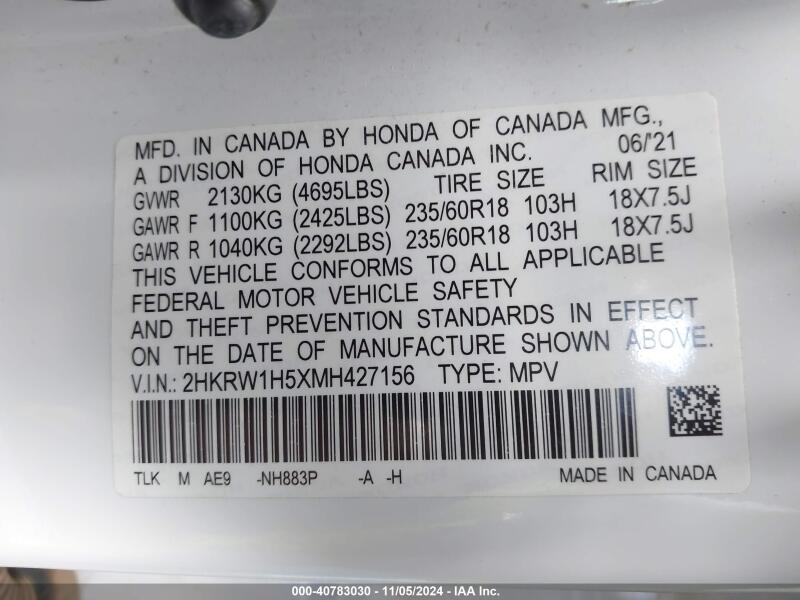 MFD. IN CANADA BY HONDA OF CANADA MFG.,
A DIVISION OF HONDA CANADA INC. 06/'21
GVWR 2130KG (4695LBS) TIRE SIZE RIM SIZE
GAWR F 1100KG (2425LBS) 235/60R18 103H 18X7.5J
GAWR R 1040KG (2292LBS) 235/60R18 103H 18X7.5J
THIS VEHICLE CONFORMS TO ALL APPLICABLE
FEDERAL MOTOR VEHICLE SAFETY
AND THEFT PREVENTION STANDARDS IN EFFECT
ON THE DATE OF MANUFACTURE SHOWN ABOVE.
V.I.N.: 2HKRW1H5XMH427156 TYPE: MPV
TLK M AE9 -NH883P -A -H MADE IN CANADA
000-40783030 - 11/05/2024 - IAA Inc.